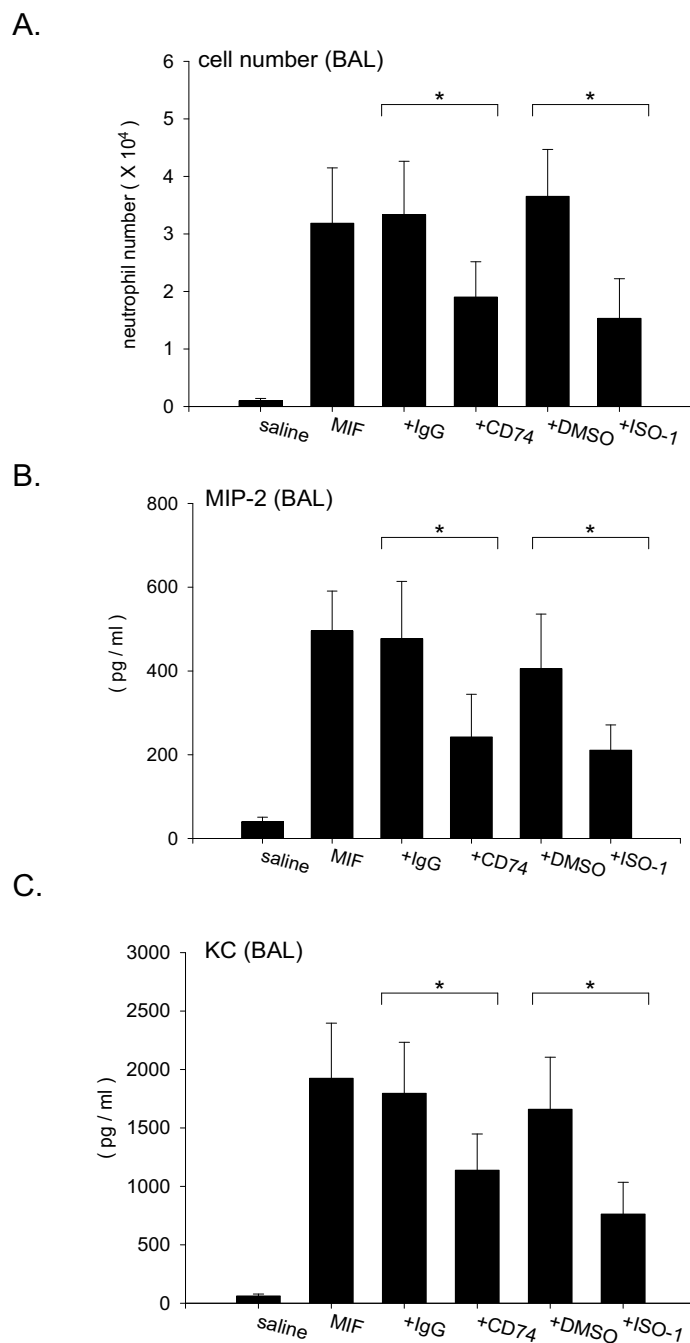 A.
cell number (BAL)
neutrophil number ( X 10⁴)
6
5
4
3
2
1
0
* *
saline MIF +IgG +CD74 +DMSO +ISO-1
B.
MIP-2 (BAL)
( pg / ml )
800
600
400
200
0
* *
saline MIF +IgG +CD74 +DMSO +ISO-1
C.
KC (BAL)
( pg / ml )
3000
2500
2000
1500
1000
500
0
* *
saline MIF +IgG +CD74 +DMSO +ISO-1